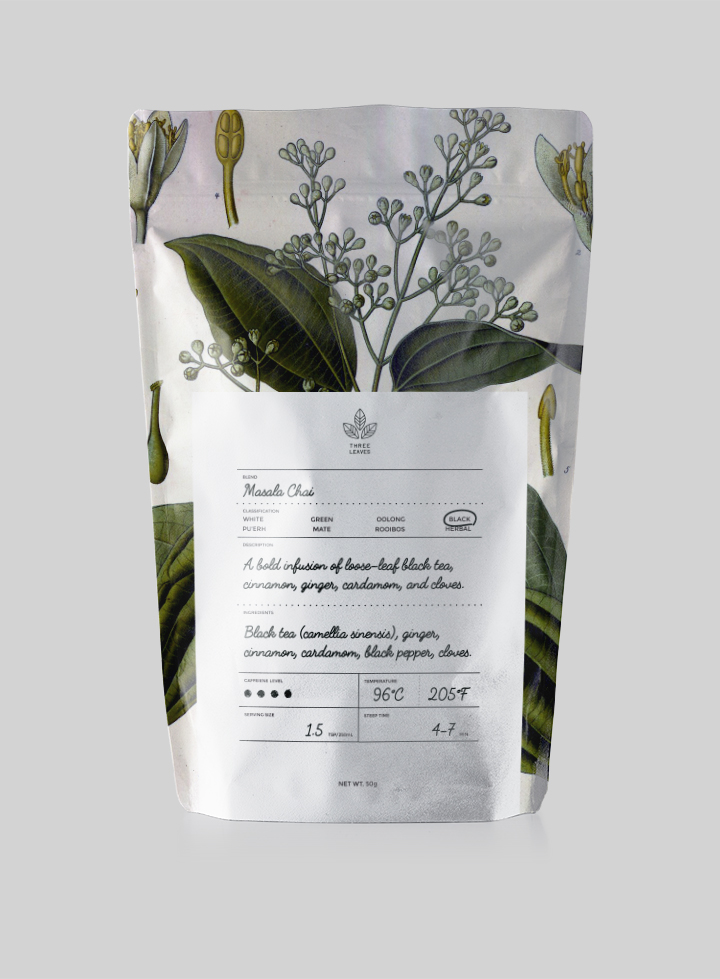 THREE
LEAVES
BLEND
Masala Chai
CLASSIFICATION
WHITE GREEN OOLONG BLACK
PU'ERH MATE ROOIBOS HERBAL
DESCRIPTION
A bold infusion of loose-leaf black tea,
cinnamon, ginger, cardamom, and cloves.
INGREDIENTS
Black tea (camellia sinensis), ginger,
cinnamon, cardamom, black pepper, cloves.
CAFFEINE LEVEL TEMPERATURE
96°C 205°F
SERVING SIZE STEEP TIME
1.5 4-7 MIN
NET WT. 50g